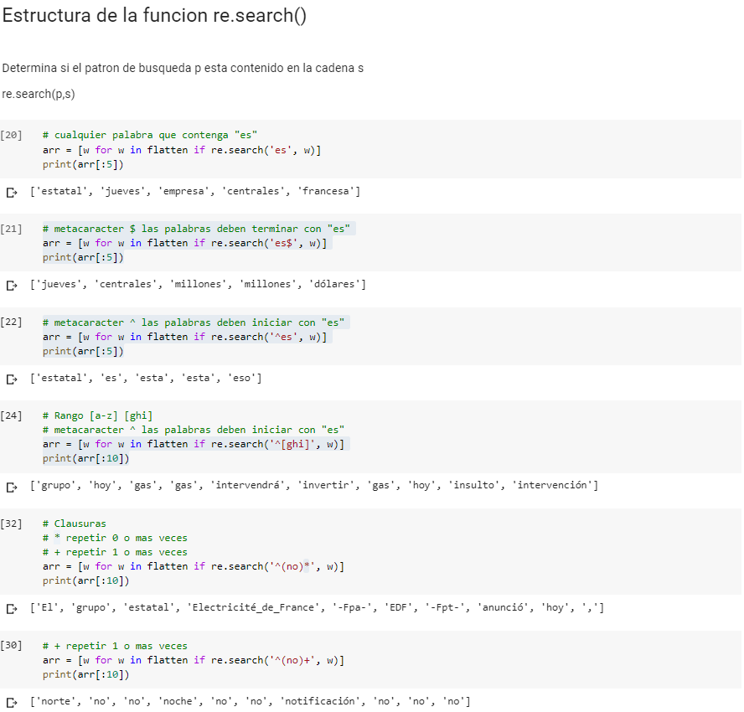 Estructura de la funcion re.search()
Determina si el patron de busqueda p esta contenido en la cadena s
re.search(p,s)
[20] # cualquier palabra que contenga "es"
arr = [w for w in flatten if re.search('es', w)]
print(arr[:5])
['estatal', 'jueves', 'empresa', 'centrales', 'francesa']
[21] # metacaracter $ las palabras deben terminar con "es"
arr = [w for w in flatten if re.search('es$', w)]
print(arr[:5])
['jueves', 'centrales', 'millones', 'millones', 'dólares']
[22] # metacaracter ^ las palabras deben iniciar con "es"
arr = [w for w in flatten if re.search('^es', w)]
print(arr[:5])
['estatal', 'es', 'esta', 'esta', 'eso']
[24] # Rango [a-z] [ghi]
# metacaracter ^ las palabras deben iniciar con "es"
arr = [w for w in flatten if re.search('^[ghi]', w)]
print(arr[:10])
['grupo', 'hoy', 'gas', 'gas', 'intervendrá', 'invertir', 'gas', 'hoy', 'insulto', 'intervención']
[32] # Clausuras
# * repetir 0 o mas veces
# + repetir 1 o mas veces
arr = [w for w in flatten if re.search('^(no)*', w)]
print(arr[:10])
['El', 'grupo', 'estatal', 'Electricité_de_France', '-Fpa-', 'EDF', '-Fpt-', 'anunció', 'hoy', ',']
[30] # + repetir 1 o mas veces
arr = [w for w in flatten if re.search('^(no)+', w)]
print(arr[:10])
['norte', 'no', 'no', 'noche', 'no', 'no', 'notificación', 'no', 'no', 'no']